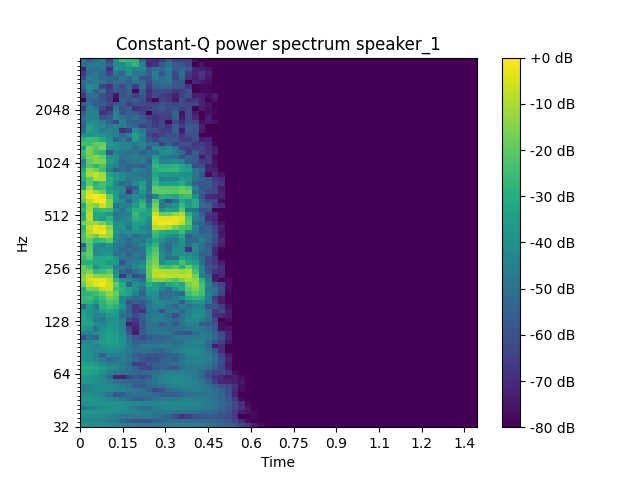 Constant-Q power spectrum speaker_1
Hz
2048
1024
512
256
128
64
32
0 0.15 0.3 0.45 0.6 0.75 0.9 1.1 1.2 1.4
Time
+0 dB
-10 dB
-20 dB
-30 dB
-40 dB
-50 dB
-60 dB
-70 dB
-80 dB